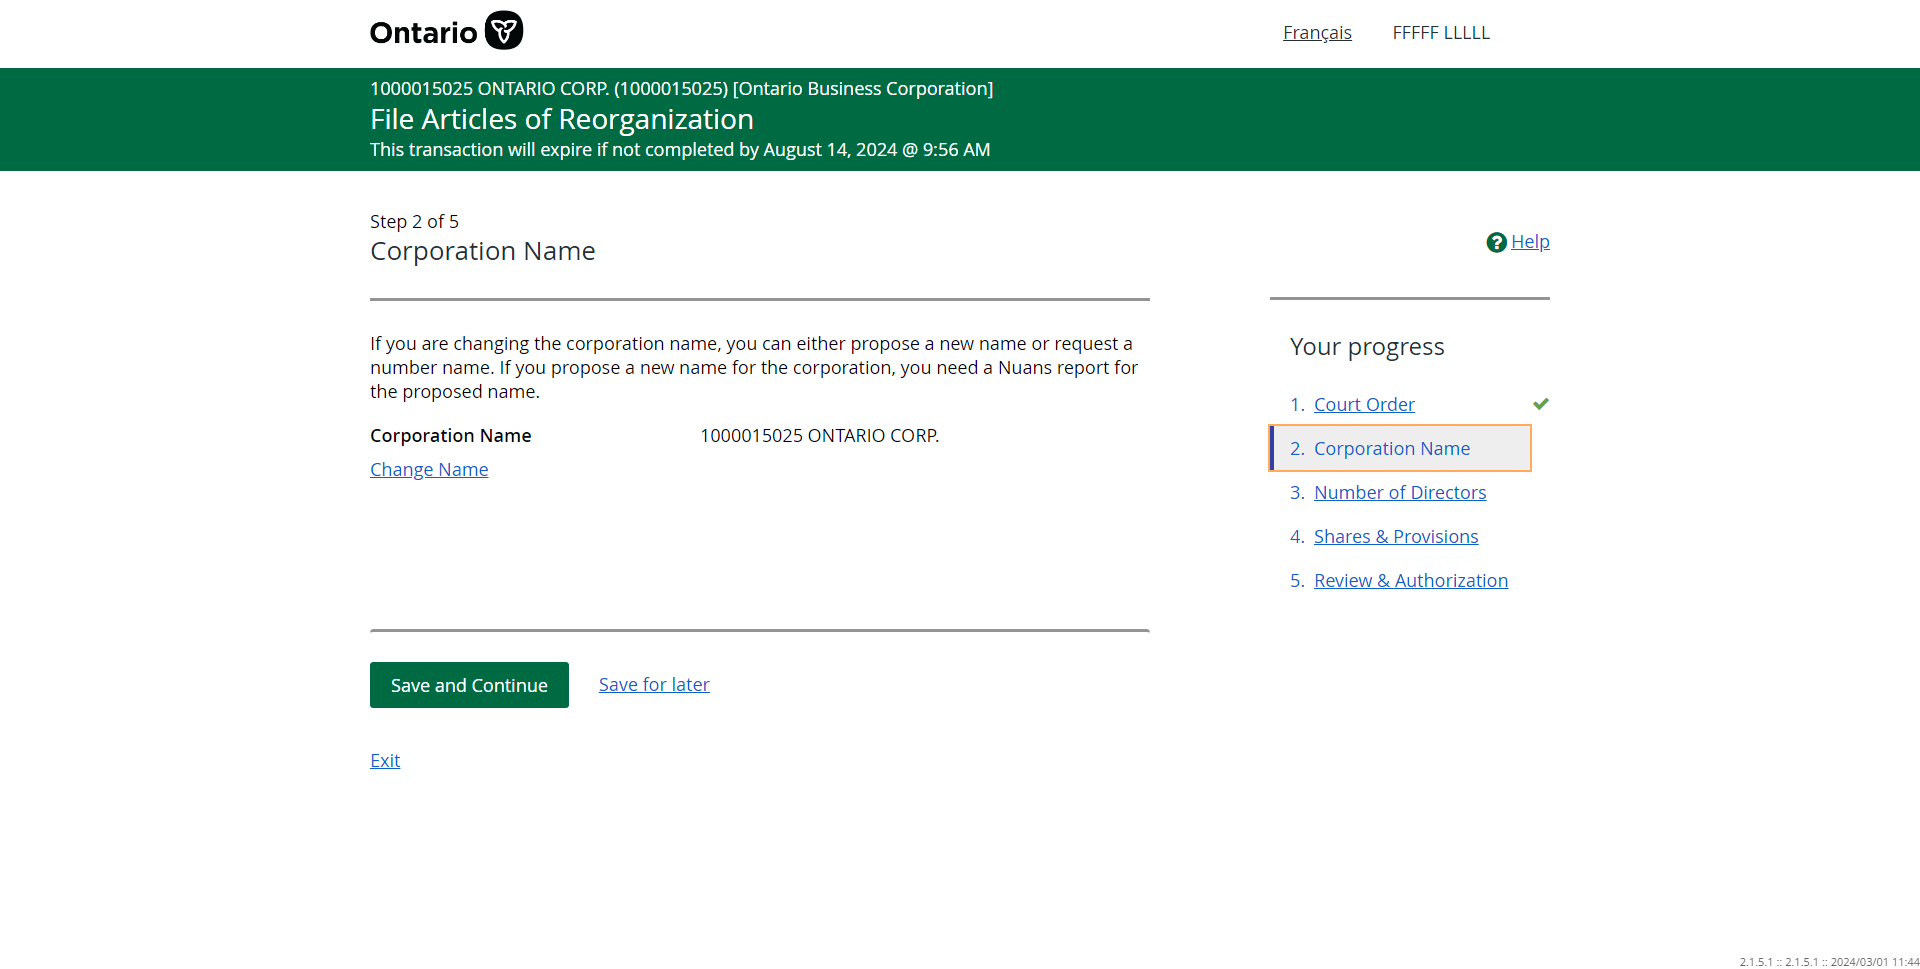 Ontario
Français
FFFFF LLLLL
1000015025 ONTARIO CORP. (1000015025) [Ontario Business Corporation]
File Articles of Reorganization
This transaction will expire if not completed by August 14, 2024 @ 9:56 AM
Step 2 of 5
Corporation Name
? Help
If you are changing the corporation name, you can either propose a new name or request a
number name. If you propose a new name for the corporation, you need a Nuans report for
the proposed name.
Corporation Name
1000015025 ONTARIO CORP.
Change Name
Your progress
1. Court Order
2. Corporation Name
3. Number of Directors
4. Shares & Provisions
5. Review & Authorization
Save and Continue
Save for later
Exit
2.1.5.1 :: 2.1.5.1 :: 2024/03/01 11:44